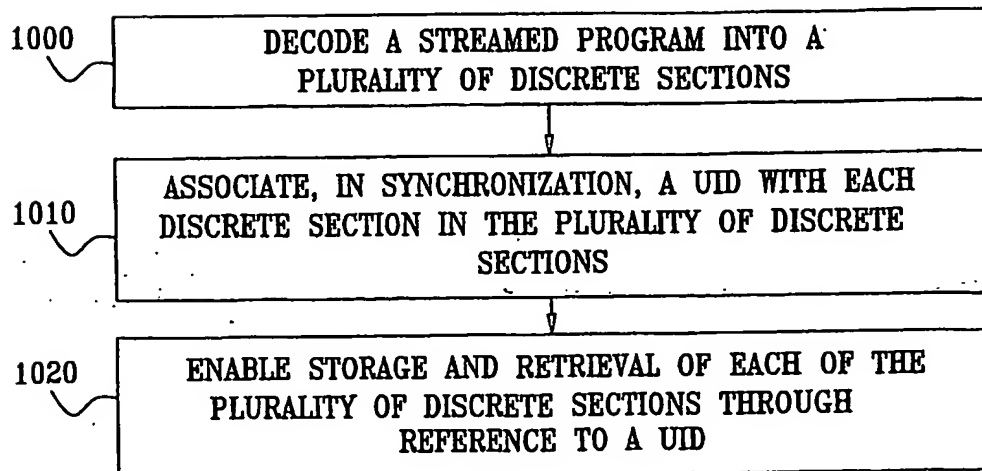 1000
DECODE A STREAMED PROGRAM INTO A
PLURALITY OF DISCRETE SECTIONS
1010
ASSOCIATE, IN SYNCHRONIZATION, A UID WITH EACH
DISCRETE SECTION IN THE PLURALITY OF DISCRETE
SECTIONS
1020
ENABLE STORAGE AND RETRIEVAL OF EACH OF THE
PLURALITY OF DISCRETE SECTIONS THROUGH
REFERENCE TO A UID